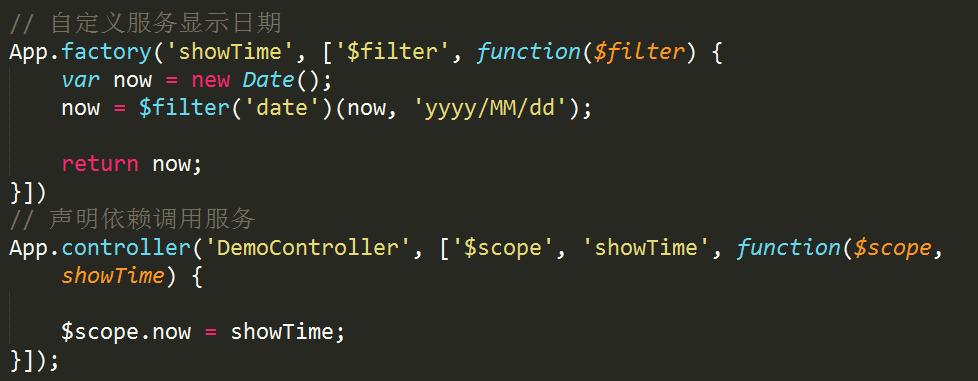 // 自定义服务显示日期
App.factory('showTime', ['$filter', function($filter) {
    var now = new Date();
    now = $filter('date')(now, 'yyyy/MM/dd');

    return now;
}])
// 声明依赖调用服务
App.controller('DemoController', ['$scope', 'showTime', function($scope,
    showTime) {

    $scope.now = showTime;
}]);